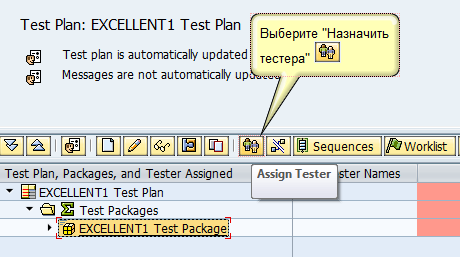 Test Plan: EXCELLENT1 Test Plan
Test plan is automatically updated
Messages are not automatically update
Выберите "Назначить
тестера"
Sequences
Worklist
Test Plan, Packages, and Tester Assigned
ster Names
Assign Tester
EXCELLENT1 Test Plan
Test Packages
EXCELLENT1 Test Package